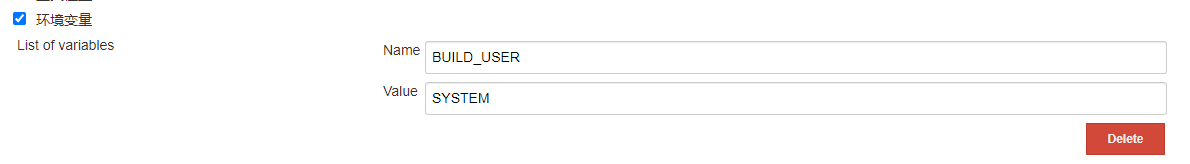 环境变量
List of variables
Name
BUILD_USER
Value
SYSTEM
Delete